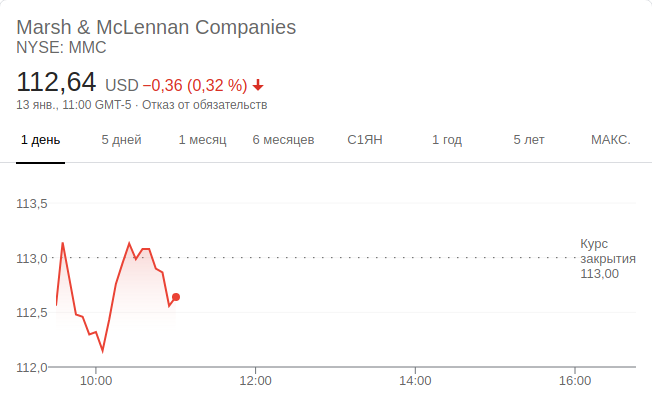 Marsh & McLennan Companies
NYSE: MMC
112,64 USD −0,36 (0,32 %)
13 янв., 11:00 GMT-5 · Отказ от обязательств
1 день 5 дней 1 месяц 6 месяцев С1ЯН 1 год 5 лет МАКС.
113,5
113,0
Курс
закрытия
113,00
112,5
112,0
10:00 12:00 14:00 16:00